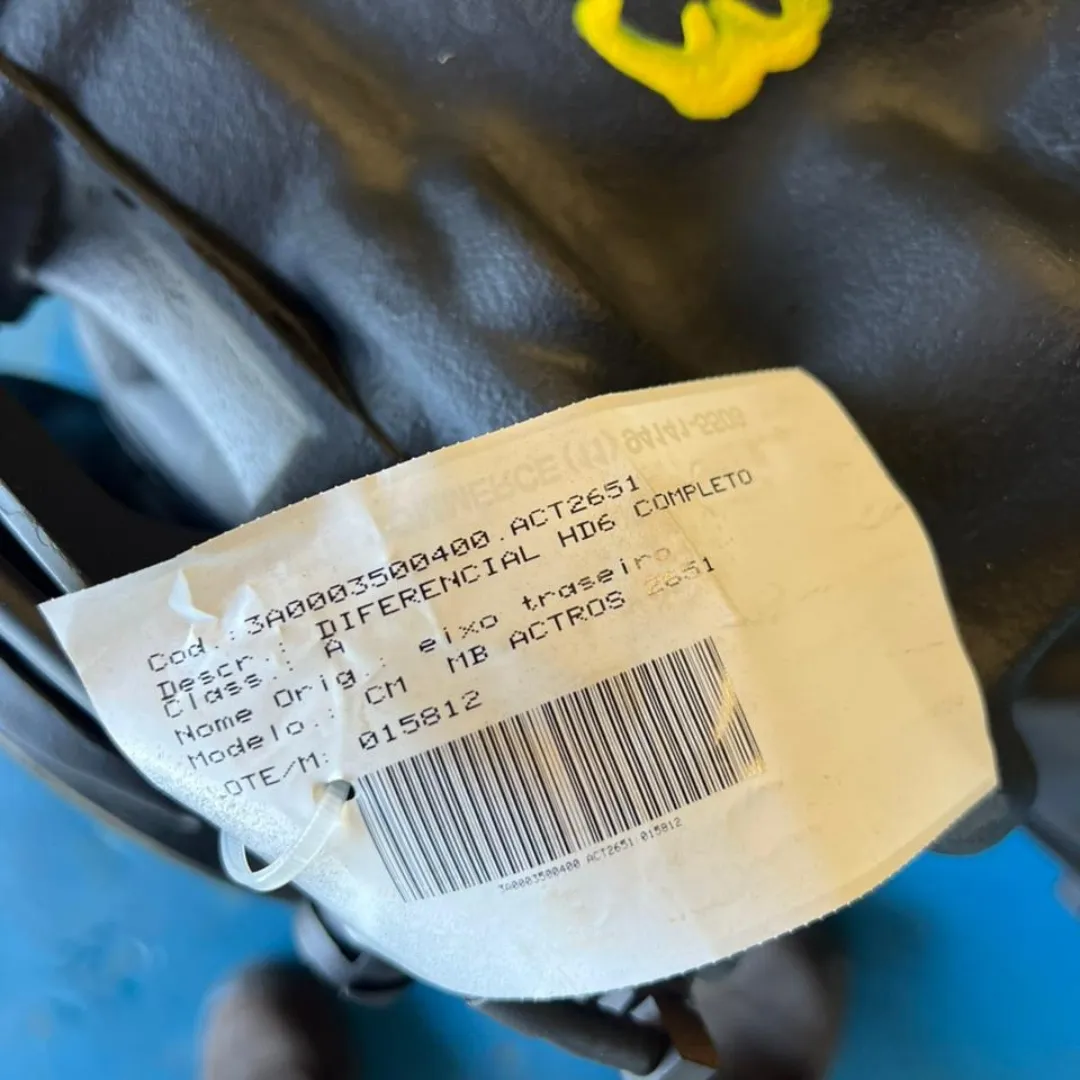 Cod.: 3A0003500400.ACT2651
Descr.: DIFERENCIAL HD6 COMPLETO
Class.: A
Nome Orig.: eixo traseiro
Modelo.: CM MB ACTROS 2651
LOTE/M: 015812
3A0003500400.ACT2651/015812